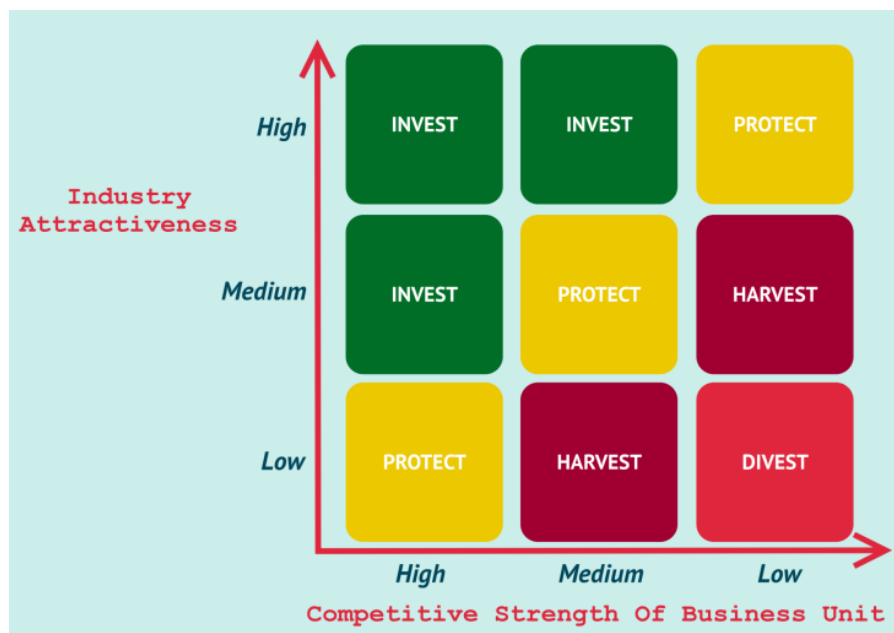 High
INVEST
INVEST
PROTECT
Industry
Attractiveness
Medium
INVEST
PROTECT
HARVEST
Low
PROTECT
HARVEST
DIVEST
High
Medium
Low
Competitive Strength Of Business Unit